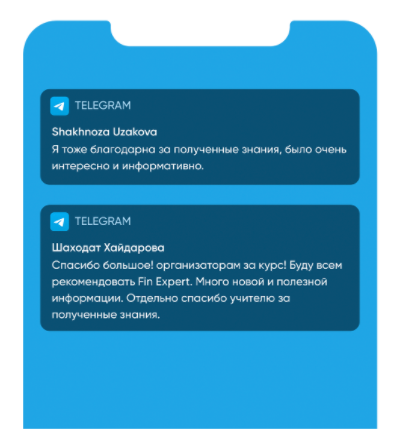 TELEGRAM
Shakhnoza Uzakova
Я тоже благодарна за полученные знания, было очень
интересно и информативно.
TELEGRAM
Шаходат Хайдарова
Спасибо большое! организаторам за курс! Буду всем
рекомендовать Fin Expert. Много новой и полезной
информации. Отдельно спасибо учителю за
полученные знания.